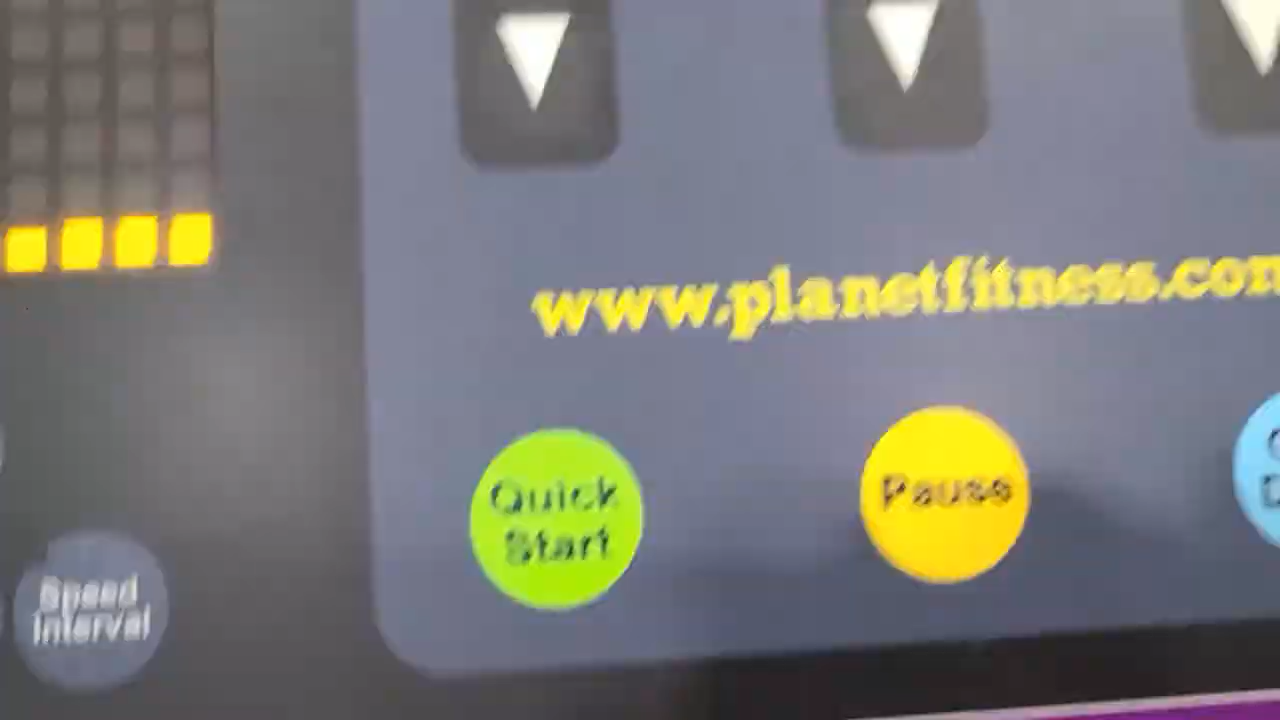 www.planetfitness.com
Quick
Start
Pause
Speed
Interval